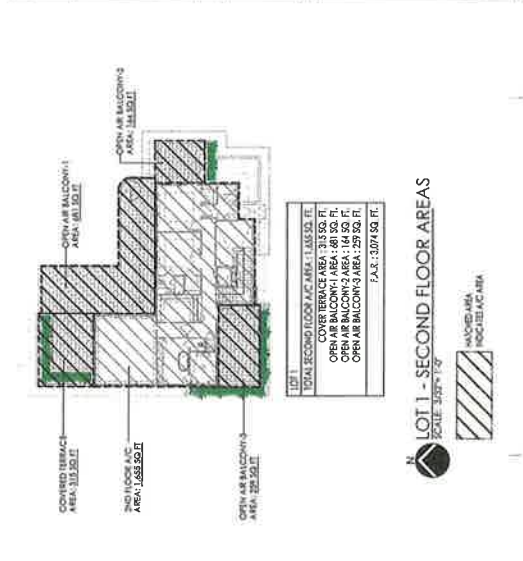 OPEN AIR BALCONY-2
AREA: 164 SQ FT
OPEN AIR BALCONY-1
AREA: 681 SQ FT
COVERED TERRACE
AREA: 315 SQ FT
2ND FLOOR A/C
AREA: 1,655 SQ FT
OPEN AIR BALCONY-3
AREA: 259 SQ FT
LOT 1
TOTAL SECOND FLOOR A/C AREA : 1,655 SQ. FT.
COVER TERRACE AREA : 315 SQ. FT.
OPEN AIR BALCONY-1 AREA : 681 SQ. FT.
OPEN AIR BALCONY-2 AREA : 164 SQ. FT.
OPEN AIR BALCONY-3 AREA : 259 SQ. FT.
F.A.R. : 3,074 SQ. FT.
N
LOT 1 - SECOND FLOOR AREAS
SCALE: 3/32"= 1'-0"
HATCHED AREA
INDICATES A/C AREA